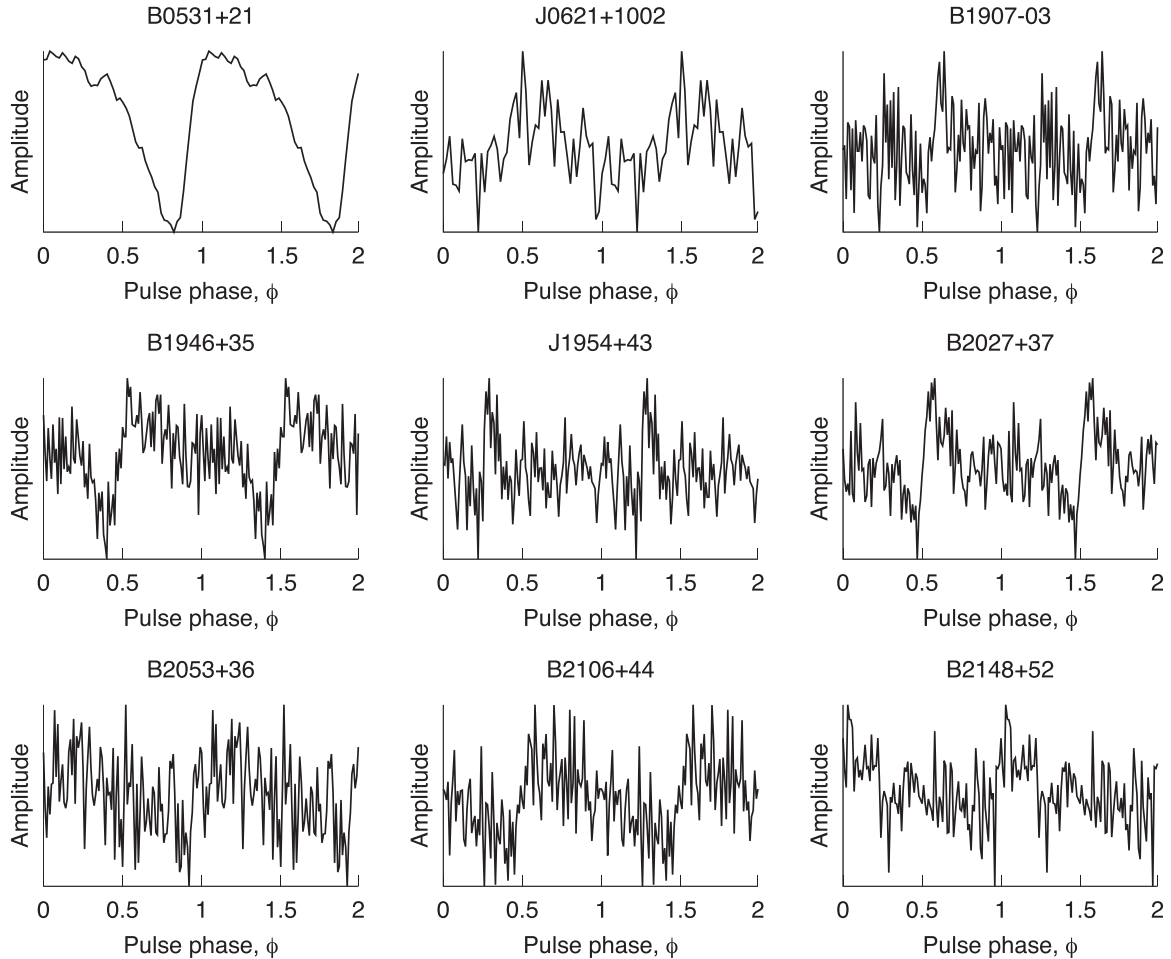 B0531+21
J0621+1002
B1907-03
Amplitude
Amplitude
Amplitude
0 0.5 1 1.5 2
0 0.5 1 1.5 2
0 0.5 1 1.5 2
Pulse phase, ϕ
Pulse phase, ϕ
Pulse phase, ϕ
B1946+35
J1954+43
B2027+37
Amplitude
Amplitude
Amplitude
0 0.5 1 1.5 2
0 0.5 1 1.5 2
0 0.5 1 1.5 2
Pulse phase, ϕ
Pulse phase, ϕ
Pulse phase, ϕ
B2053+36
B2106+44
B2148+52
Amplitude
Amplitude
Amplitude
0 0.5 1 1.5 2
0 0.5 1 1.5 2
0 0.5 1 1.5 2
Pulse phase, ϕ
Pulse phase, ϕ
Pulse phase, ϕ